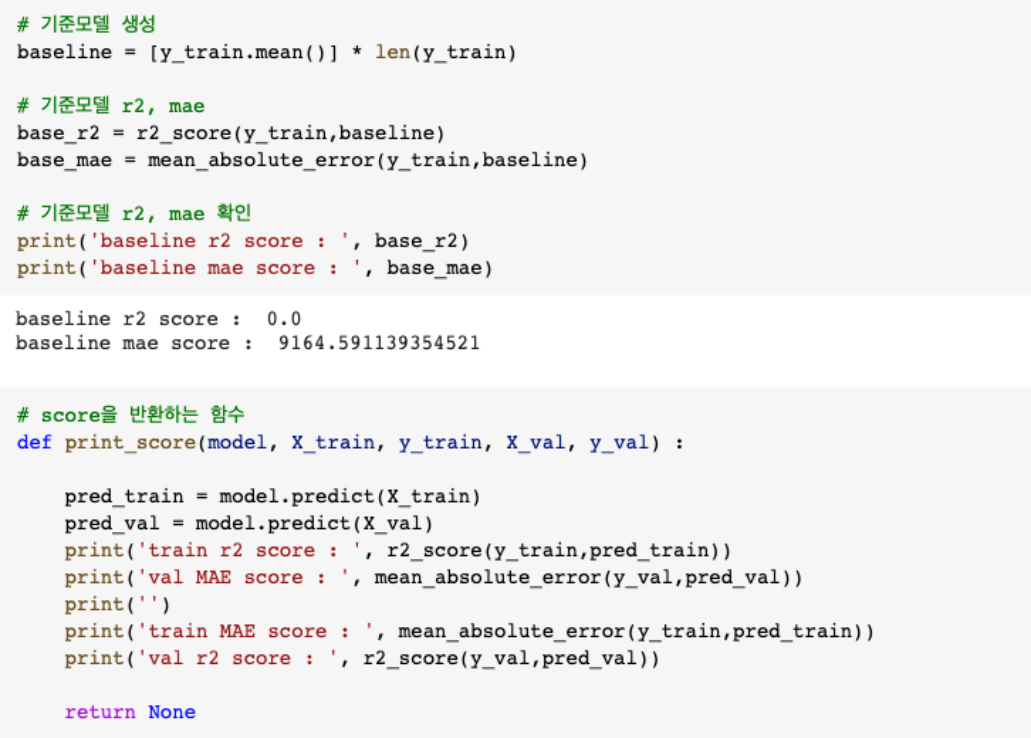 # 기준모델 생성
baseline = [y_train.mean()] * len(y_train)
# 기준모델 r2, mae
base_r2 = r2_score(y_train,baseline)
base_mae = mean_absolute_error(y_train,baseline)
# 기준모델 r2, mae 확인
print('baseline r2 score : ', base_r2)
print('baseline mae score : ', base_mae)
baseline r2 score :  0.0
baseline mae score :  9164.591139354521
# score을 반환하는 함수
def print_score(model, X_train, y_train, X_val, y_val) :
    pred_train = model.predict(X_train)
    pred_val = model.predict(X_val)
    print('train r2 score : ', r2_score(y_train,pred_train))
    print('val MAE score : ', mean_absolute_error(y_val,pred_val))
    print('')
    print('train MAE score : ', mean_absolute_error(y_train,pred_train))
    print('val r2 score : ', r2_score(y_val,pred_val))
    return None